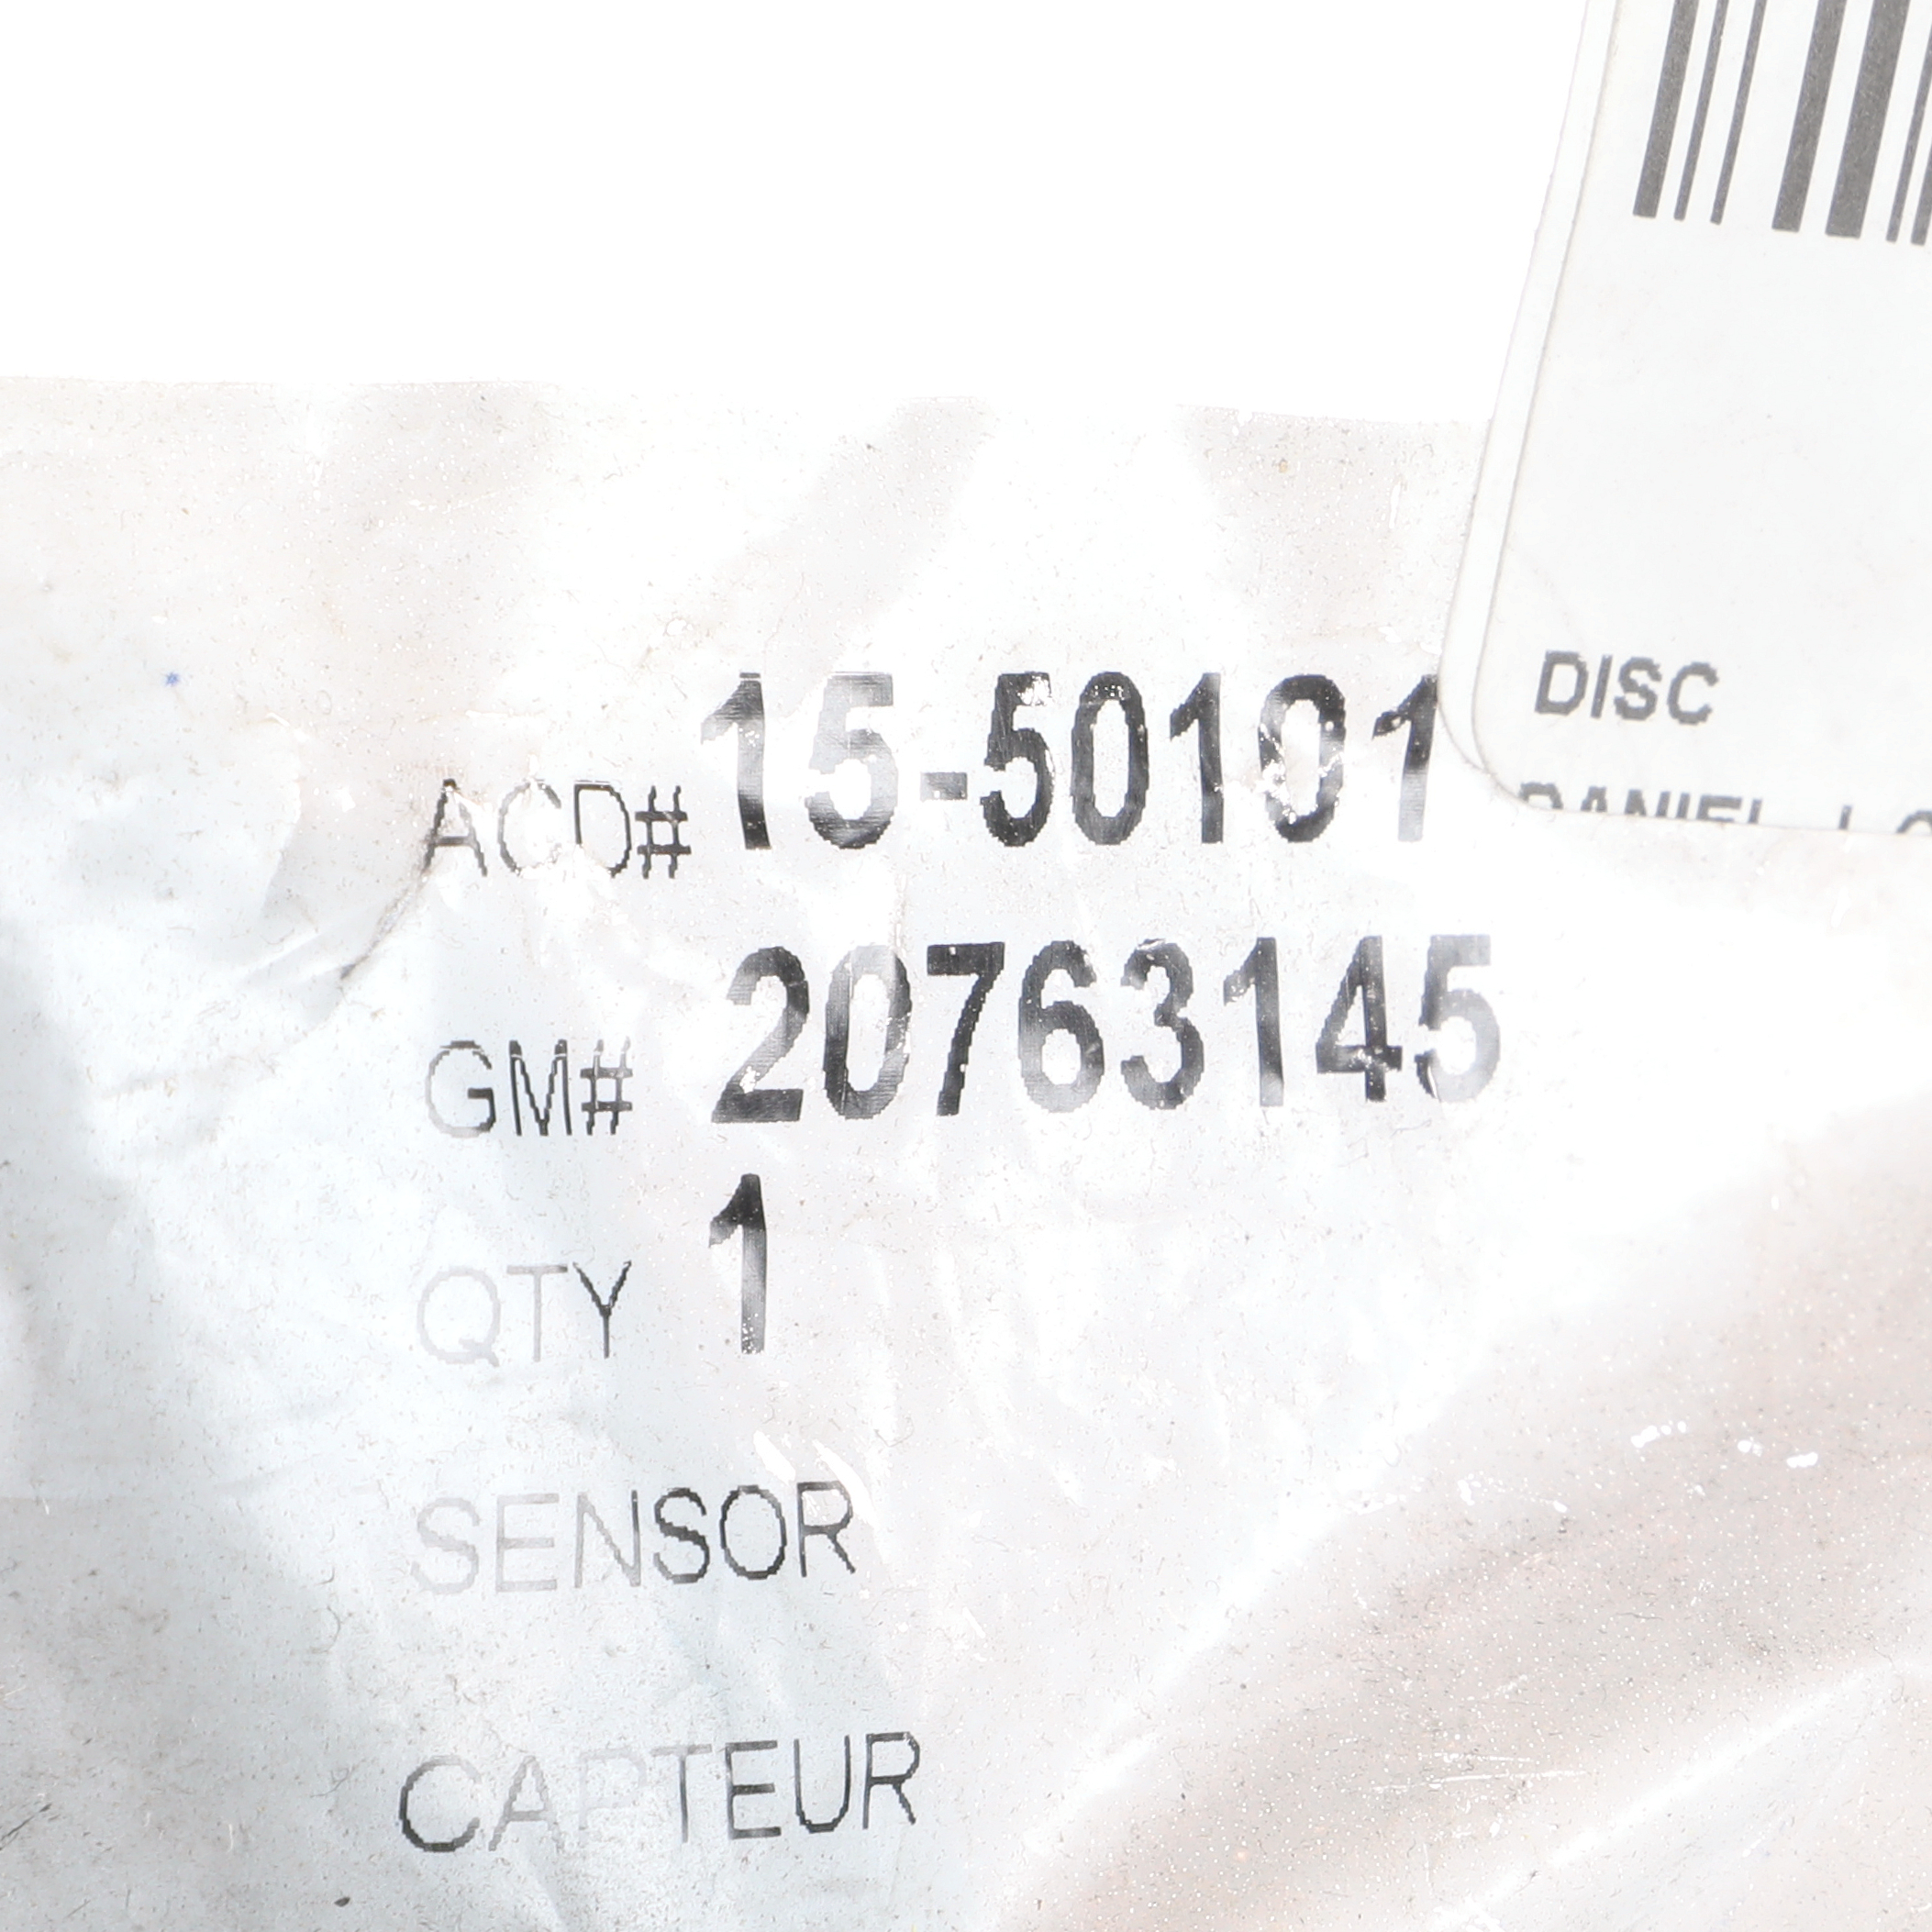 DISC
ACD# 15-50101
GM# 20763145
QTY 1
SENSOR
CAPTEUR